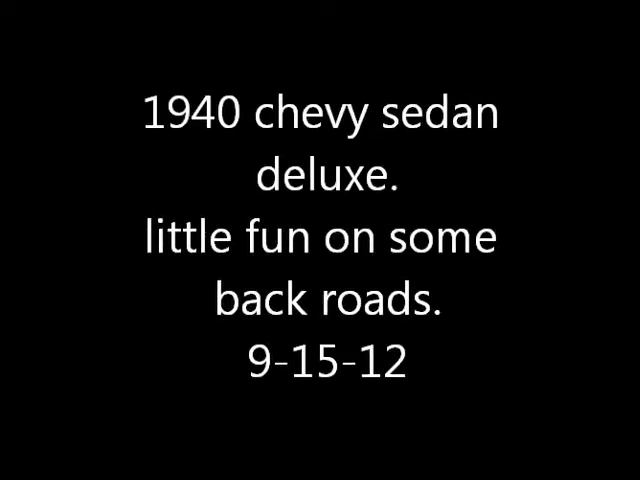 1940 chevy sedan
deluxe.
little fun on some
back roads.
9-15-12